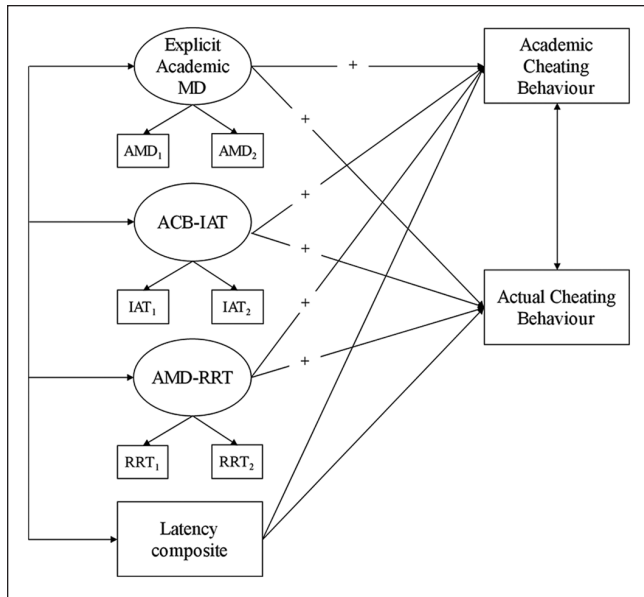 Explicit
Academic
MD
AMD₁
AMD₂
ACB-IAT
IAT₁
IAT₂
AMD-RRT
RRT₁
RRT₂
Latency
composite
+
+
+
+
+
+
Academic
Cheating
Behaviour
Actual Cheating
Behaviour